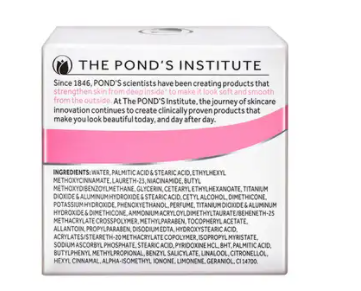 THE POND'S INSTITUTE
Since 1846, POND'S scientists have been creating products that
strengthen skin from deep inside* to make it look soft and smooth
from the outside. At The POND'S Institute, the journey of skincare
innovation continues to create clinically proven products that
make you look beautiful today, and day after day.
INGREDIENTS: WATER, PALMITIC & STEARIC ACID, ETHYLHEXYL
METHOXYCINNAMATE, LAURETH-23, NIACINAMIDE, BUTYL
METHOXYDIBENZOYLMETHANE, GLYCERIN, CETEARYL ETHYLHEXANOATE, TITANIUM
DIOXIDE & ALUMINUM HYDROXIDE & STEARIC ACID, CETYL ALCOHOL, DIMETHICONE,
POTASSIUM HYDROXIDE, PHENOXYETHANOL, PERFUME, TITANIUM DIOXIDE & ALUMINUM
HYDROXIDE & DIMETHICONE, AMMONIUM ACRYLOYLDIMETHYLTAURATE/BEHENETH-25
METHACRYLATE CROSSPOLYMER, METHYLPARABEN, TOCOPHERYL ACETATE,
ALLANTOIN, PROPYLPARABEN, DISODIUM EDTA, HYDROXYSTEARIC ACID,
ACRYLATES/STEARETH-20 METHACRYLATE COPOLYMER, ISOPROPYL MYRISTATE,
SODIUM ASCORBYL PHOSPHATE, STEARIC ACID, PYRIDOXINE HCL, BHT, PALMITIC ACID,
BUTYLPHENYL METHYLPROPIONAL, BENZYL SALICYLATE, LINALOOL, CITRONELLOL,
HEXYL CINNAMAL, ALPHA-ISOMETHYL IONONE, LIMONENE, GERANIOL, CI 14700.